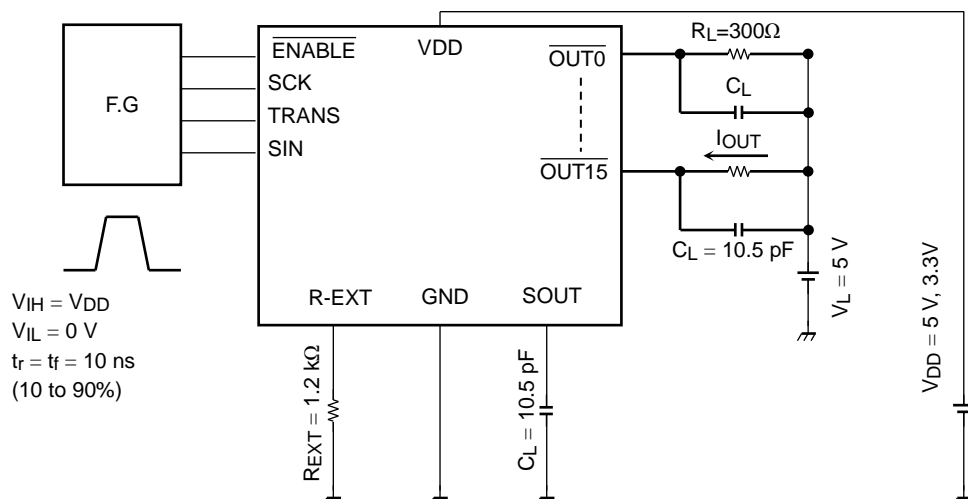 F.G
ENABLE
SCK
TRANS
SIN
VDD
OUT0
OUT15
R-EXT
GND
SOUT
RL=300Ω
CL
IOUT
CL = 10.5 pF
VL = 5 V
VDD = 5 V, 3.3V
VIH = VDD
VIL = 0 V
tr = tf = 10 ns
(10 to 90%)
REXT = 1.2 kΩ
CL = 10.5 pF